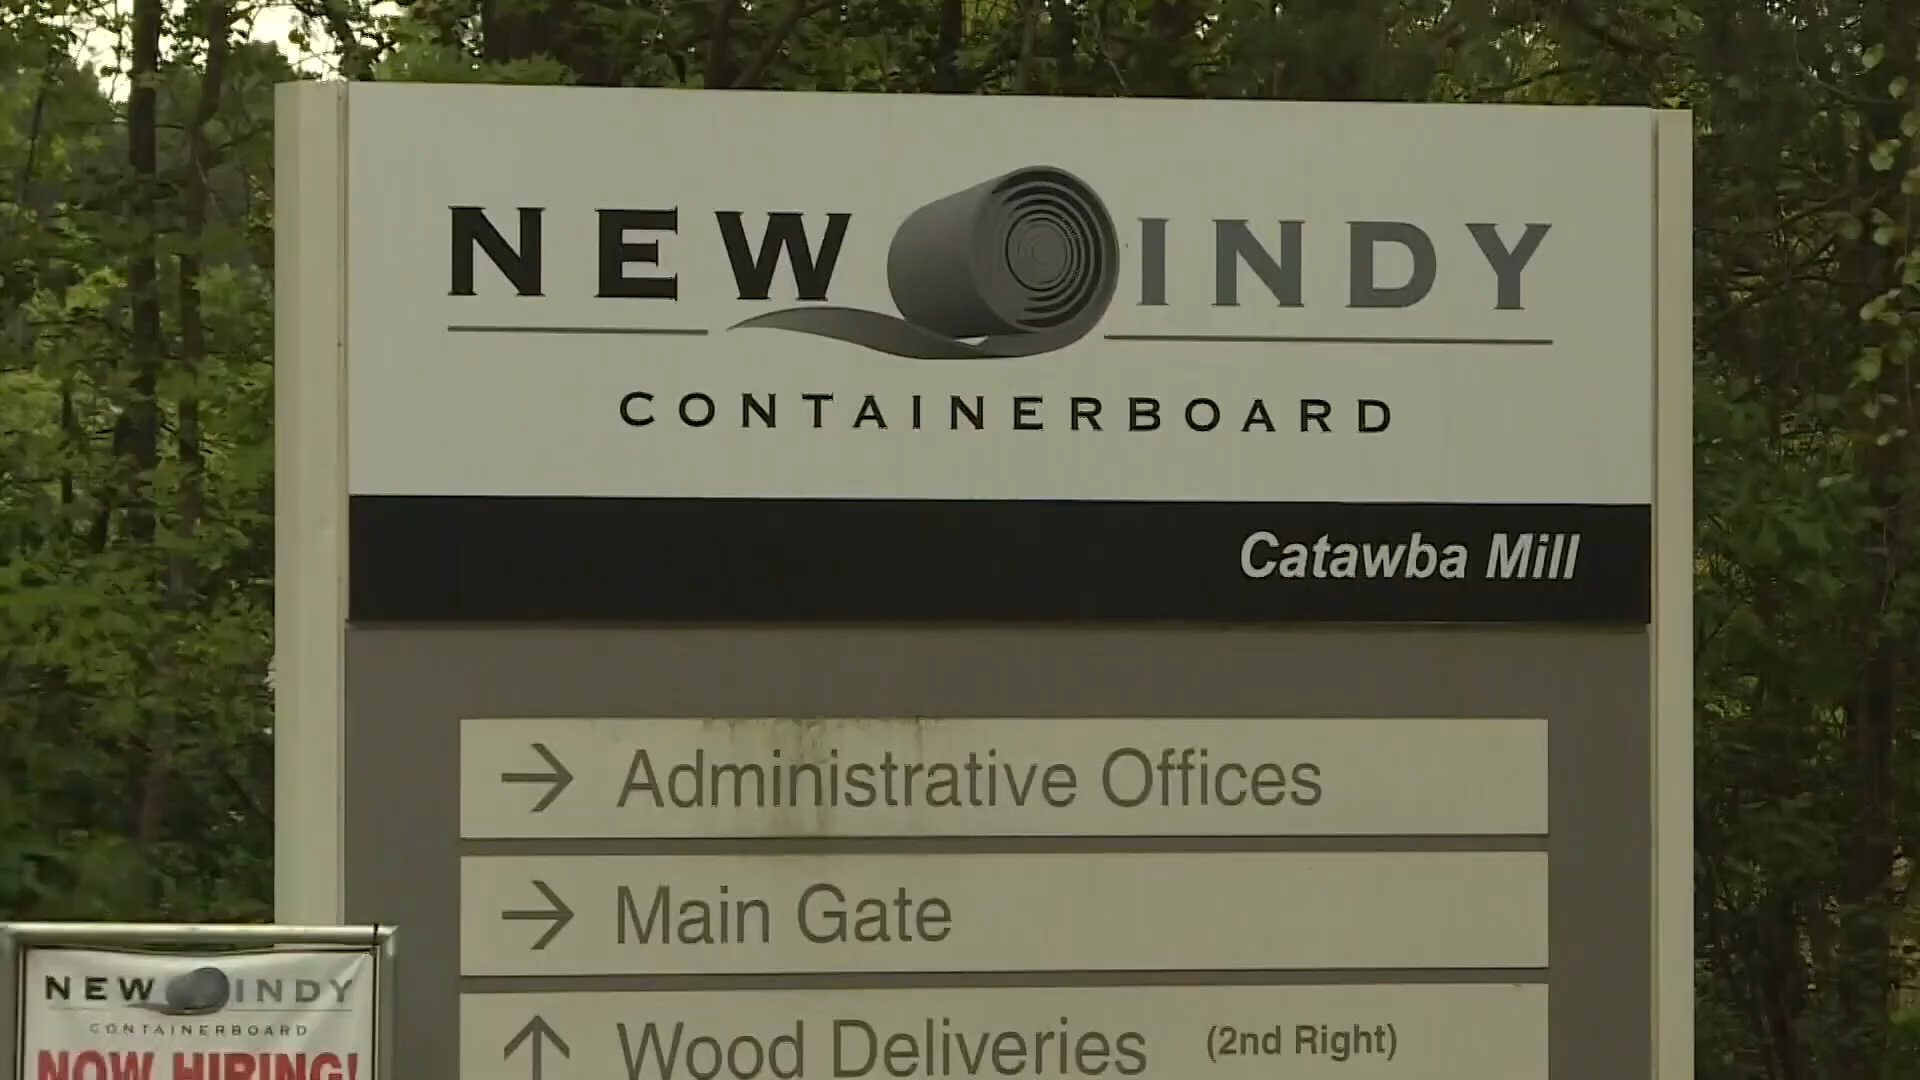 NEW INDY
CONTAINERBOARD
Catawba Mill
→ Administrative Offices
→ Main Gate
↑ Wood Deliveries (2nd Right)
NEW INDY
CONTAINERBOARD
NOW HIRING!